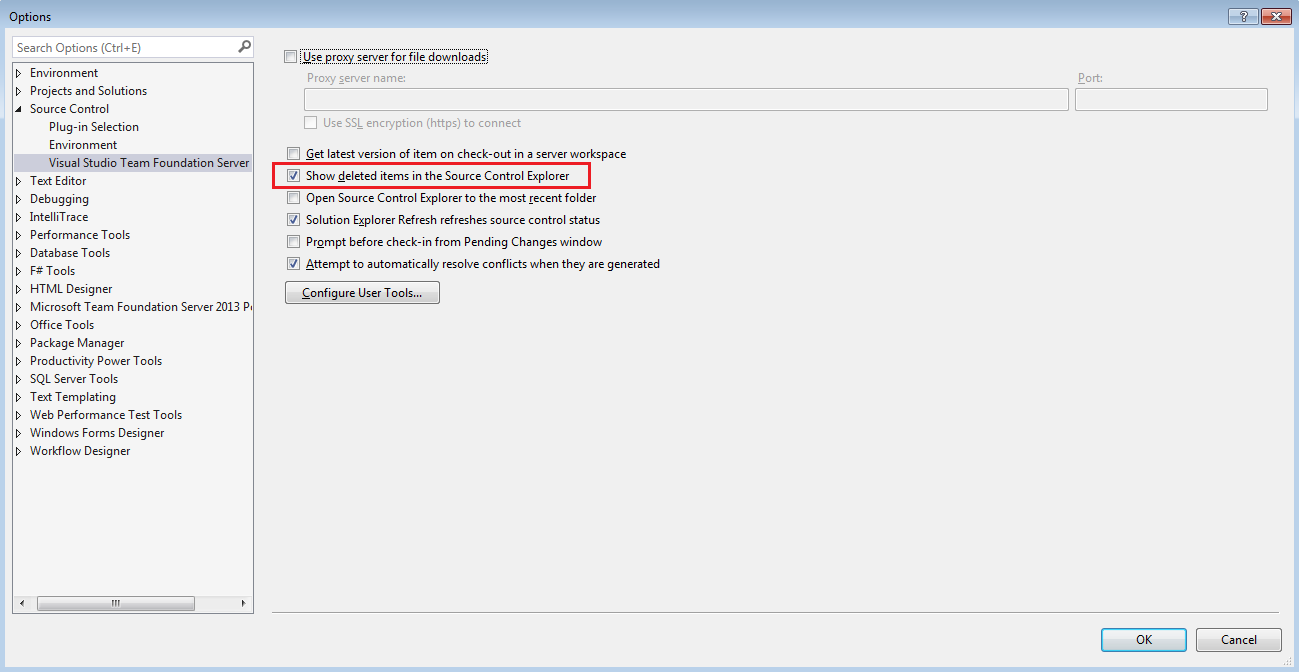 Options
Search Options (Ctrl+E)
Environment
Projects and Solutions
Source Control
Plug-in Selection
Environment
Visual Studio Team Foundation Server
Text Editor
Debugging
IntelliTrace
Performance Tools
Database Tools
F# Tools
HTML Designer
Microsoft Team Foundation Server 2013 P
Office Tools
Package Manager
Productivity Power Tools
SQL Server Tools
Text Templating
Web Performance Test Tools
Windows Forms Designer
Workflow Designer
Use proxy server for file downloads
Proxy server name:
Port:
Use SSL encryption (https) to connect
Get latest version of item on check-out in a server workspace
Show deleted items in the Source Control Explorer
Open Source Control Explorer to the most recent folder
Solution Explorer Refresh refreshes source control status
Prompt before check-in from Pending Changes window
Attempt to automatically resolve conflicts when they are generated
Configure User Tools...
OK
Cancel